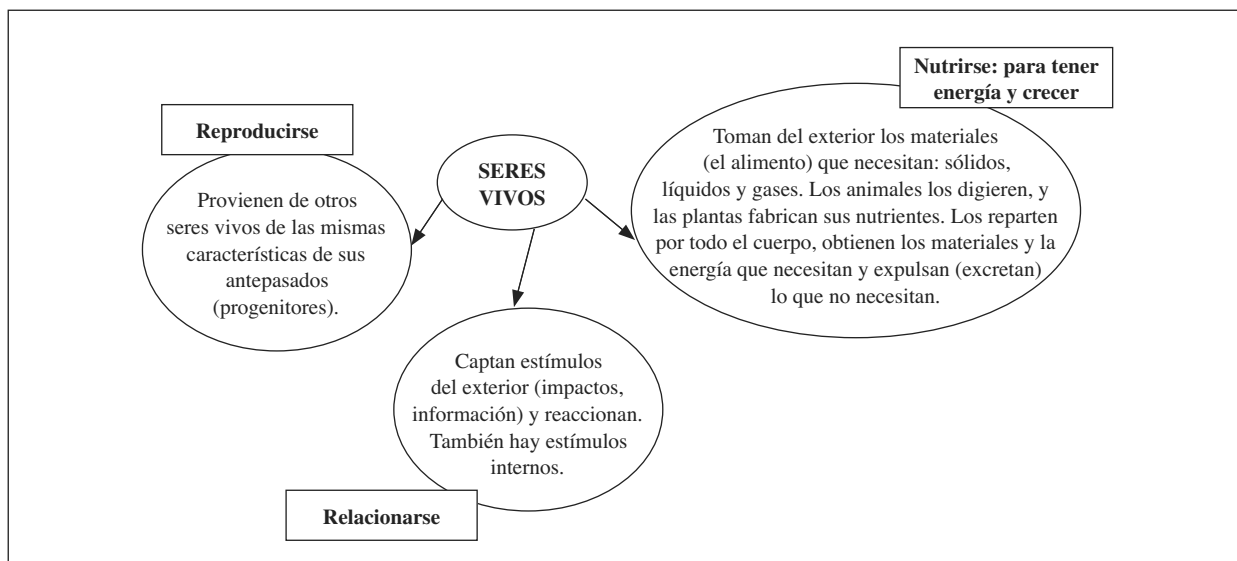 SERES
VIVOS
Reproducirse
Provienen de otros
seres vivos de las mismas
características de sus
antepasados
(progenitores).
Captan estímulos
del exterior (impactos,
información) y reaccionan.
También hay estímulos
internos.
Relacionarse
Nutrirse: para tener
energía y crecer
Toman del exterior los materiales
(el alimento) que necesitan: sólidos,
líquidos y gases. Los animales los digieren, y
las plantas fabrican sus nutrientes. Los reparten
por todo el cuerpo, obtienen los materiales y la
energía que necesitan y expulsan (excretan)
lo que no necesitan.